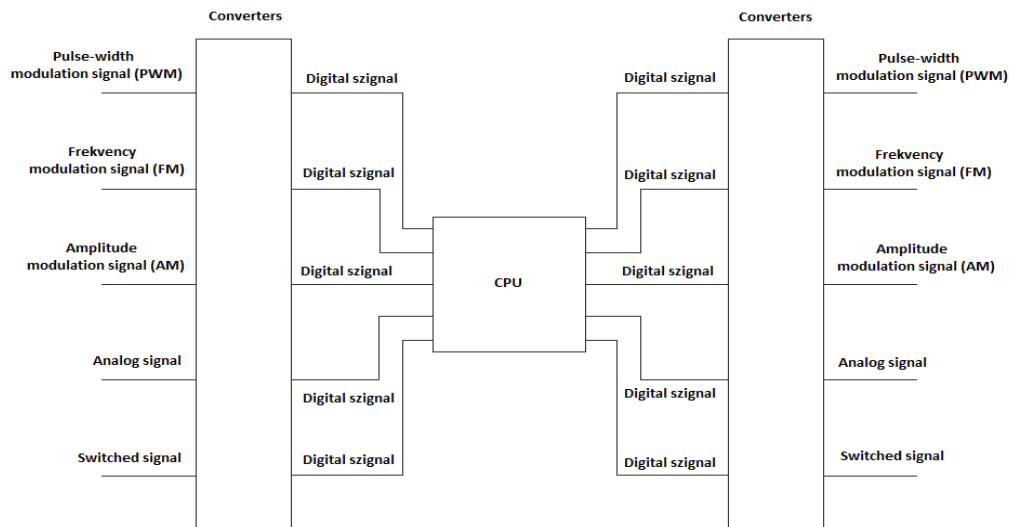 Converters
Converters
Pulse-width
modulation signal (PWM)
Digital szignal
Digital szignal
Pulse-width
modulation signal (PWM)
Frekvency
modulation signal (FM)
Digital szignal
Digital szignal
Frekvency
modulation signal (FM)
Amplitude
modulation signal (AM)
Digital szignal
CPU
Digital szignal
Amplitude
modulation signal (AM)
Analog signal
Digital szignal
Digital szignal
Analog signal
Switched signal
Digital szignal
Digital szignal
Switched signal